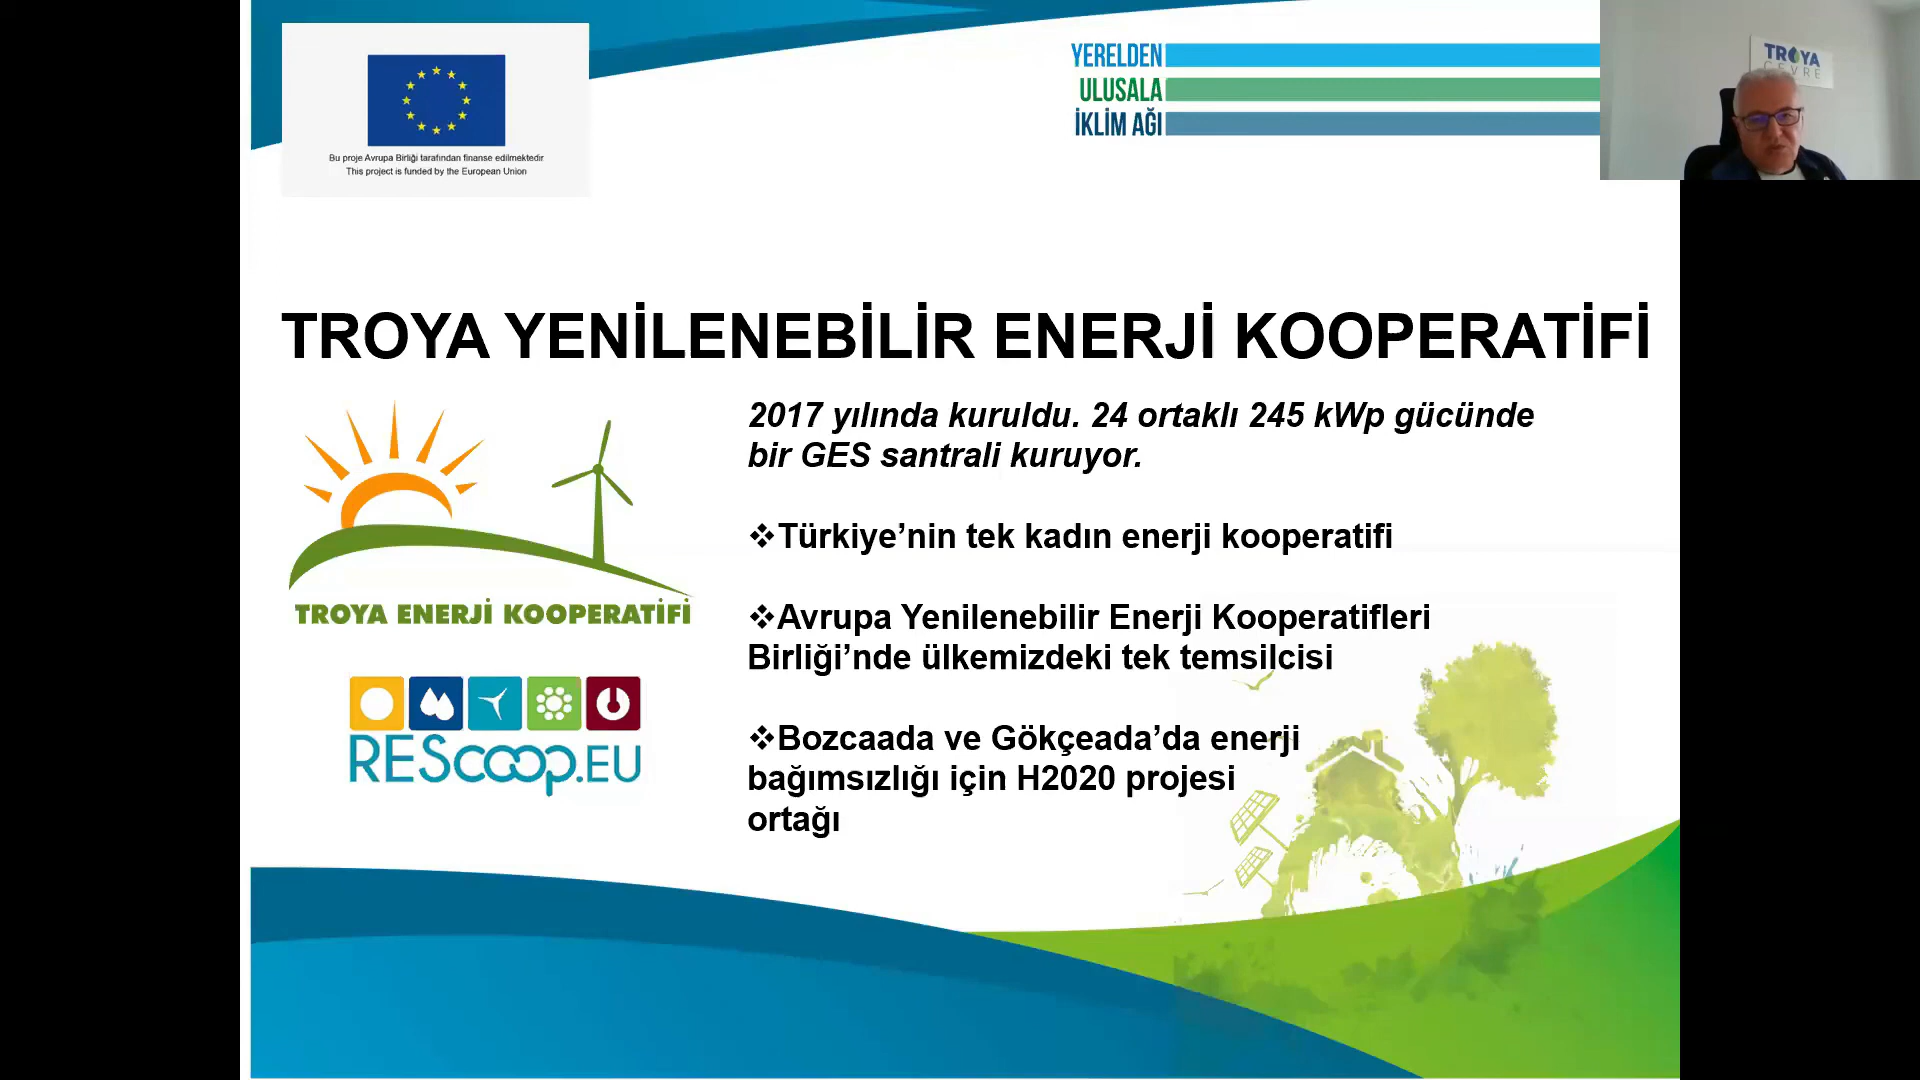 Bu proje Avrupa Birliği tarafından finanse edilmektedir
This project is funded by the European Union
YERELDEN
ULUSALA
İKLİM AĞI
TROYA
ÇEVRE
TROYA YENİLENEBİLİR ENERJİ KOOPERATİFİ
2017 yılında kuruldu. 24 ortaklı 245 kWp gücünde
bir GES santrali kuruyor.
❖Türkiye’nin tek kadın enerji kooperatifi
❖Avrupa Yenilenebilir Enerji Kooperatifleri
Birliği’nde ülkemizdeki tek temsilcisi
❖Bozcaada ve Gökçeada’da enerji
bağımsızlığı için H2020 projesi
ortağı
TROYA ENERJİ KOOPERATİFİ
REScoop.EU